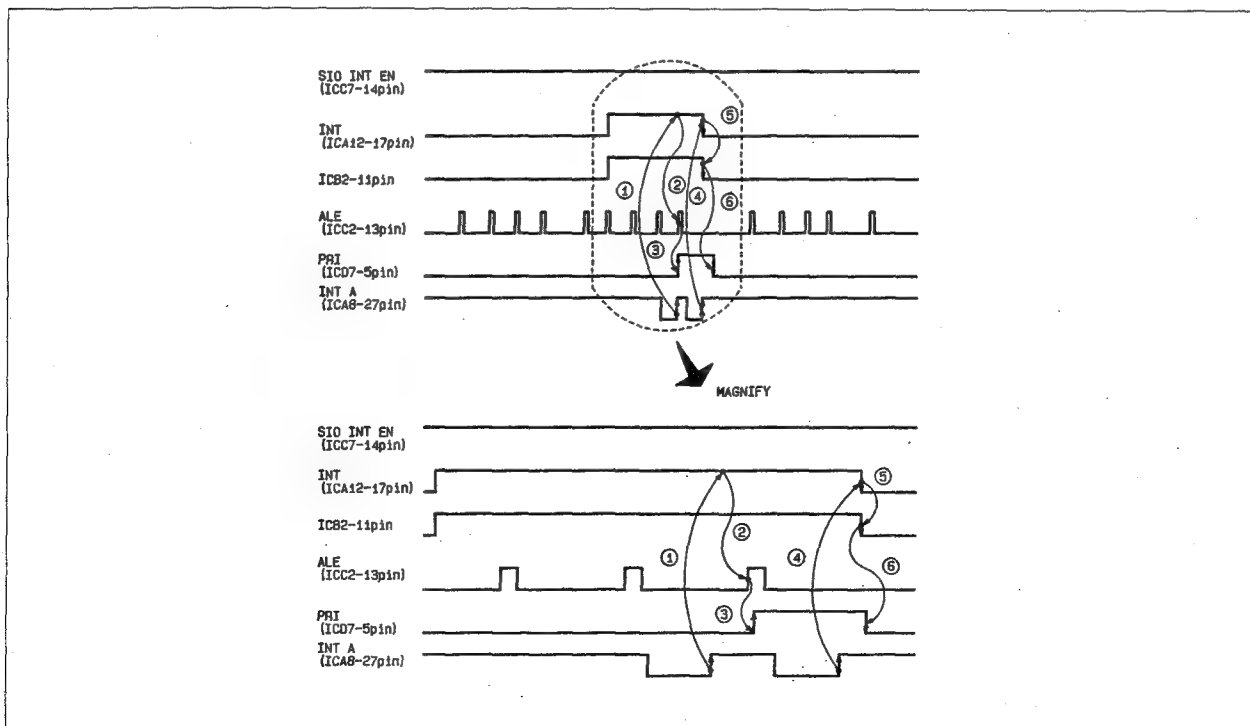 SIO INT EN
(ICC7-14pin)
INT
(ICA12-17pin)
ICB2-11pin
ALE
(ICC2-13pin)
PRI
(ICD7-5pin)
INT A
(ICA8-27pin)
① ② ③ ④ ⑤ ⑥
MAGNIFY
SIO INT EN
(ICC7-14pin)
INT
(ICA12-17pin)
ICB2-11pin
ALE
(ICC2-13pin)
PRI
(ICD7-5pin)
INT A
(ICA8-27pin)
① ② ③ ④ ⑤ ⑥